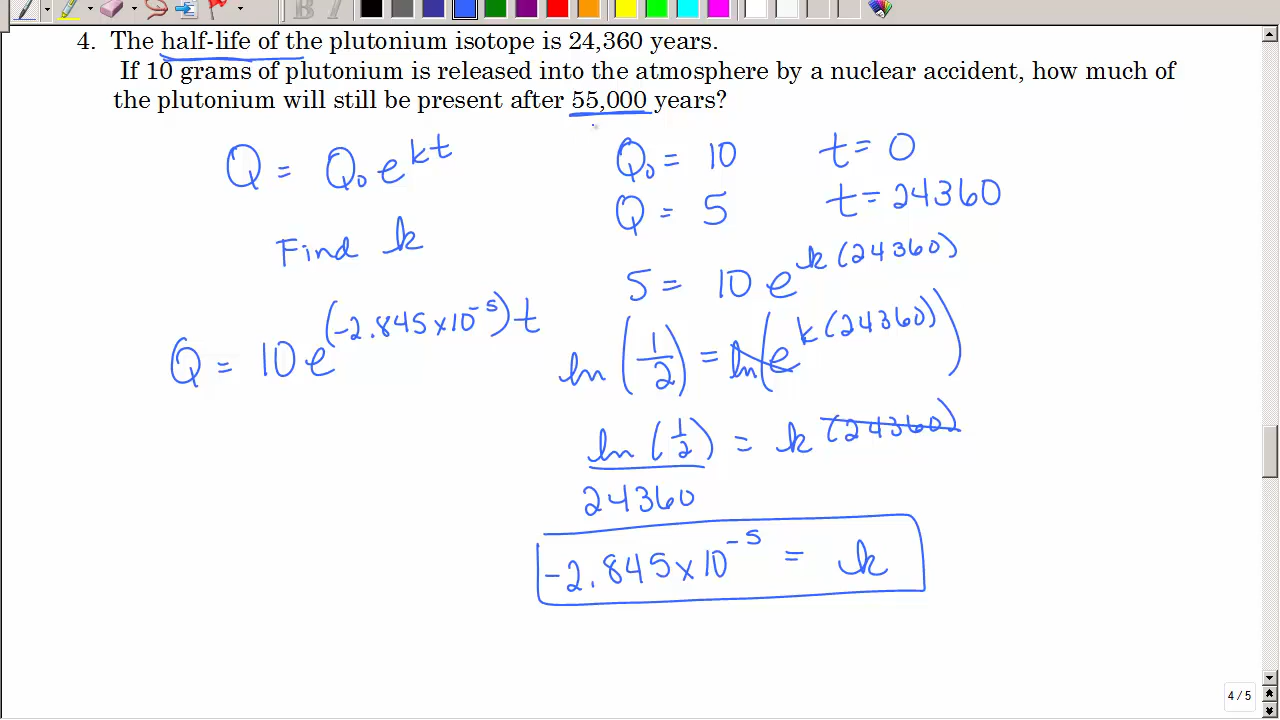 B I
4. The half-life of the plutonium isotope is 24,360 years.
If 10 grams of plutonium is released into the atmosphere by a nuclear accident, how much of
the plutonium will still be present after 55,000 years?
Q = Q₀ e^{kt}
Q₀ = 10 t = 0
Q = 5 t = 24360
Find k
5 = 10 e^{k(24360)}
Q = 10 e^{(-2.845x10^{-5})t}
ln(1/2) = ln(e^{k(24360)})
ln(1/2) = k (24360)
24360
-2.845x10^{-5} = k
4 / 5